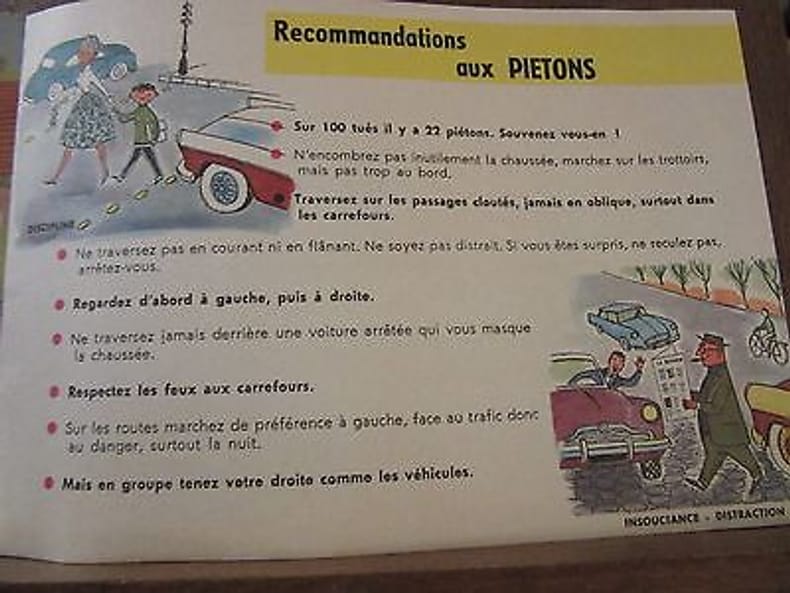 Recommandations
aux PIETONS
Sur 100 tués il y a 22 piétons. Souvenez vous-en !
N'encombrez pas inutilement la chaussée, marchez sur les trottoirs,
mais pas trop au bord.
Traversez sur les passages cloutés, jamais en oblique, surtout dans
les carrefours.
DISCIPLINE
Ne traversez pas en courant ni en flânant. Ne soyez pas distrait. Si vous êtes surpris, ne reculez pas,
arrêtez-vous.
Regardez d'abord à gauche, puis à droite.
Ne traversez jamais derrière une voiture arrêtée qui vous masque
la chaussée.
Respectez les feux aux carrefours.
Sur les routes marchez de préférence à gauche, face au trafic donc
au danger, surtout la nuit.
Mais en groupe tenez votre droite comme les véhicules.
INSOUCIANCE - DISTRACTION